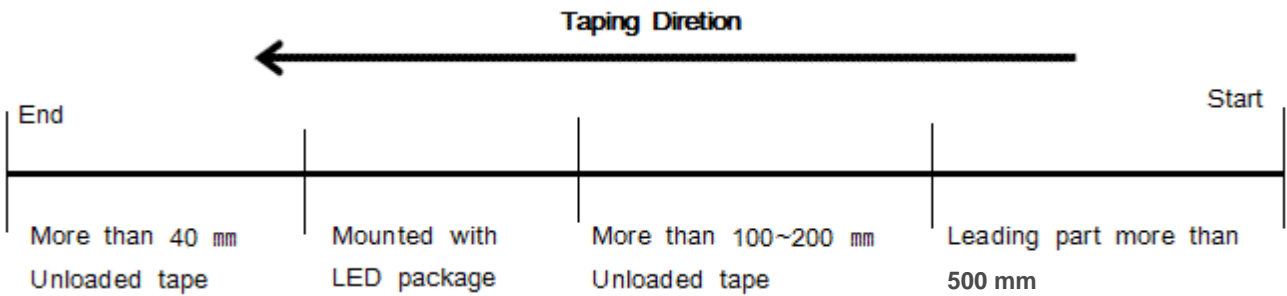 Taping Diretion
End
Start
More than 40 ㎜
Unloaded tape
Mounted with
LED package
More than 100~200 ㎜
Unloaded tape
Leading part more than
500 mm